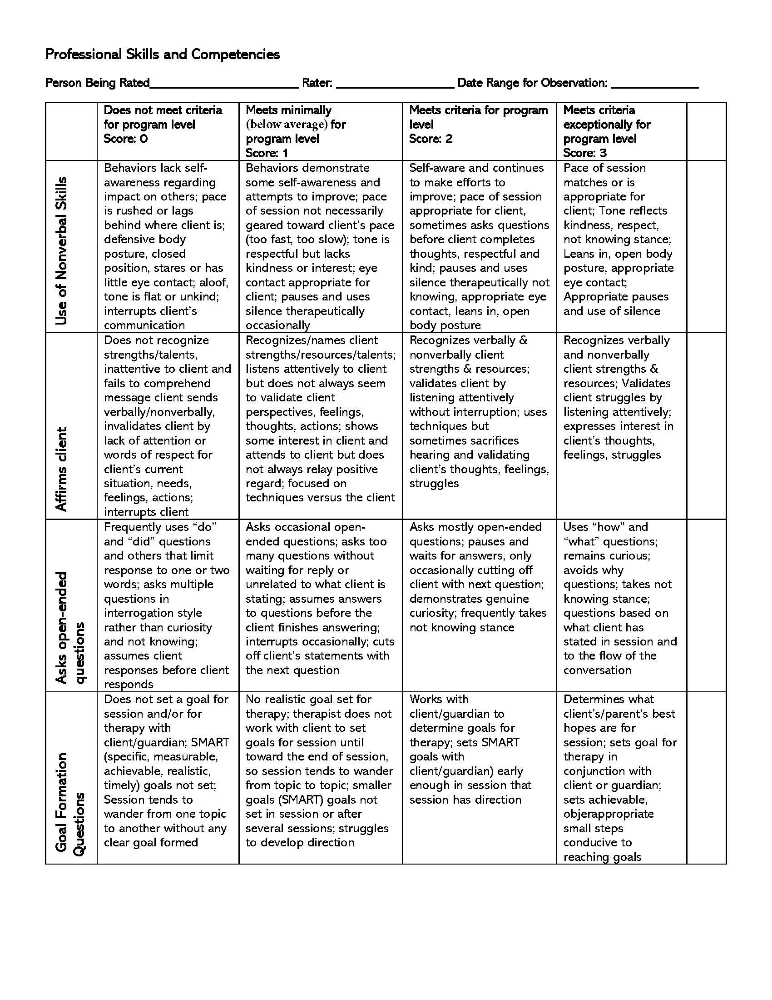 Professional Skills and Competencies
Person Being Rated_______________________ Rater: __________________ Date Range for Observation: _____________
Does not meet criteria
for program level
Score: 0
Meets minimally
(below average) for
program level
Score: 1
Meets criteria for program
level
Score: 2
Meets criteria
exceptionally for
program level
Score: 3
Use of Nonverbal Skills
Behaviors lack self-
awareness regarding
impact on others; pace
is rushed or lags
behind where client is;
defensive body
posture, closed
position, stares or has
little eye contact; aloof,
tone is flat or unkind;
interrupts client’s
communication
Behaviors demonstrate
some self-awareness and
attempts to improve; pace
of session not necessarily
geared toward client’s pace
(too fast, too slow); tone is
respectful but lacks
kindness or interest; eye
contact appropriate for
client; pauses and uses
silence therapeutically
occasionally
Self-aware and continues
to make efforts to
improve; pace of session
appropriate for client,
sometimes asks questions
before client completes
thoughts, respectful and
kind; pauses and uses
silence therapeutically not
knowing, appropriate eye
contact, leans in, open
body posture
Pace of session
matches or is
appropriate for
client; Tone reflects
kindness, respect,
not knowing stance;
Leans in, open body
posture, appropriate
eye contact;
Appropriate pauses
and use of silence
Affirms client
Does not recognize
strengths/talents,
inattentive to client and
fails to comprehend
message client sends
verbally/nonverbally,
invalidates client by
lack of attention or
words of respect for
client’s current
situation, needs,
feelings, actions;
interrupts client
Recognizes/names client
strengths/resources/talents;
listens attentively to client
but does not always seem
to validate client
perspectives, feelings,
thoughts, actions; shows
some interest in client and
attends to client but does
not always relay positive
regard; focused on
techniques versus the client
Recognizes verbally &
nonverbally client
strengths & resources;
validates client by
listening attentively
without interruption; uses
techniques but
sometimes sacrifices
hearing and validating
client’s thoughts, feelings,
struggles
Recognizes verbally
and nonverbally
client strengths &
resources; Validates
client struggles by
listening attentively;
expresses interest in
client’s thoughts,
feelings, struggles
Asks open-ended
questions
Frequently uses “do”
and “did” questions
and others that limit
response to one or two
words; asks multiple
questions in
interrogation style
rather than curiosity
and not knowing;
assumes client
responses before client
responds
Asks occasional open-
ended questions; asks too
many questions without
waiting for reply or
unrelated to what client is
stating; assumes answers
to questions before the
client finishes answering;
interrupts occasionally; cuts
off client’s statements with
the next question
Asks mostly open-ended
questions; pauses and
waits for answers, only
occasionally cutting off
client with next question;
demonstrates genuine
curiosity; frequently takes
not knowing stance
Uses “how” and
“what” questions;
remains curious;
avoids why
questions; takes not
knowing stance;
questions based on
what client has
stated in session and
to the flow of the
conversation
Goal Formation
Questions
Does not set a goal for
session and/or for
therapy with
client/guardian; SMART
(specific, measurable,
achievable, realistic,
timely) goals not set;
Session tends to
wander from one topic
to another without any
clear goal formed
No realistic goal set for
therapy; therapist does not
work with client to set
goals for session until
toward the end of session,
so session tends to wander
from topic to topic; smaller
goals (SMART) goals not
set in session or after
several sessions; struggles
to develop direction
Works with
client/guardian to
determine goals for
therapy; sets SMART
goals with
client/guardian) early
enough in session that
session has direction
Determines what
client’s/parent’s best
hopes are for
session; sets goal for
therapy in
conjunction with
client or guardian;
sets achievable,
objerappropriate
small steps
conducive to
reaching goals